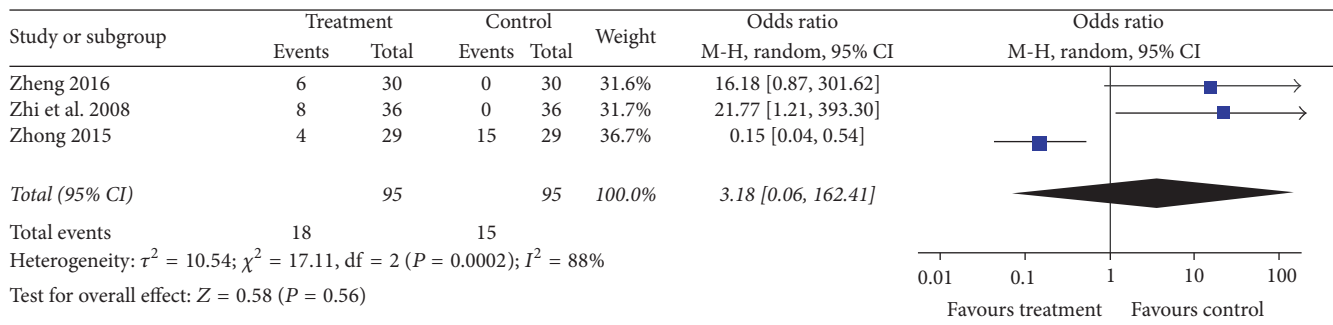 Study or subgroup Treatment Control Weight Odds ratio Odds ratio
Events Total Events Total M-H, random, 95% CI M-H, random, 95% CI
Zheng 2016 6 30 0 30 31.6% 16.18 [0.87, 301.62]
Zhi et al. 2008 8 36 0 36 31.7% 21.77 [1.21, 393.30]
Zhong 2015 4 29 15 29 36.7% 0.15 [0.04, 0.54]
Total (95% CI) 95 95 100.0% 3.18 [0.06, 162.41]
Total events 18 15
Heterogeneity: τ² = 10.54; χ² = 17.11, df = 2 (P = 0.0002); I² = 88%
Test for overall effect: Z = 0.58 (P = 0.56)
0.01 0.1 1 10 100
Favours treatment Favours control